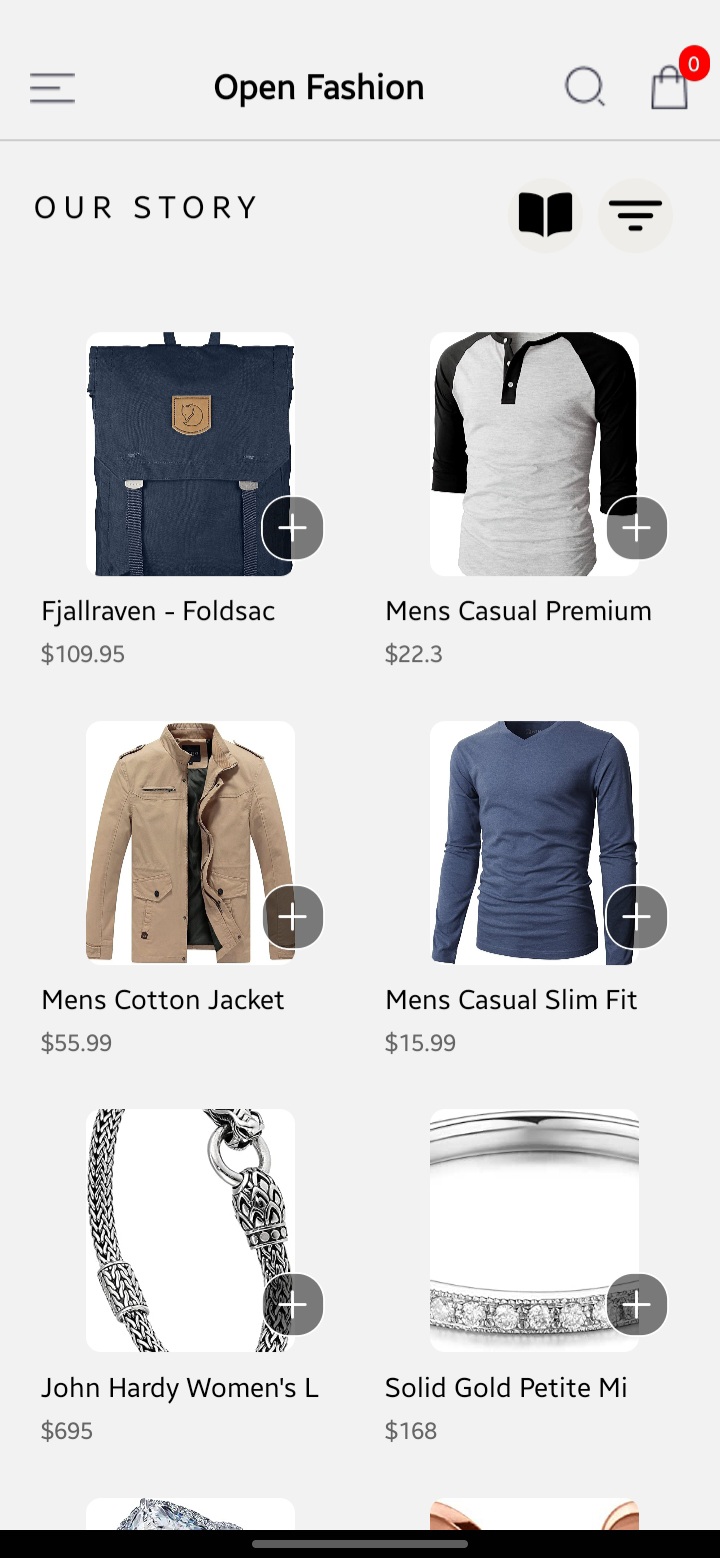 Open Fashion
0
OUR STORY
Fjallraven - Foldsac
$109.95
Mens Casual Premium
$22.3
Mens Cotton Jacket
$55.99
Mens Casual Slim Fit
$15.99
John Hardy Women's L
$695
Solid Gold Petite Mi
$168